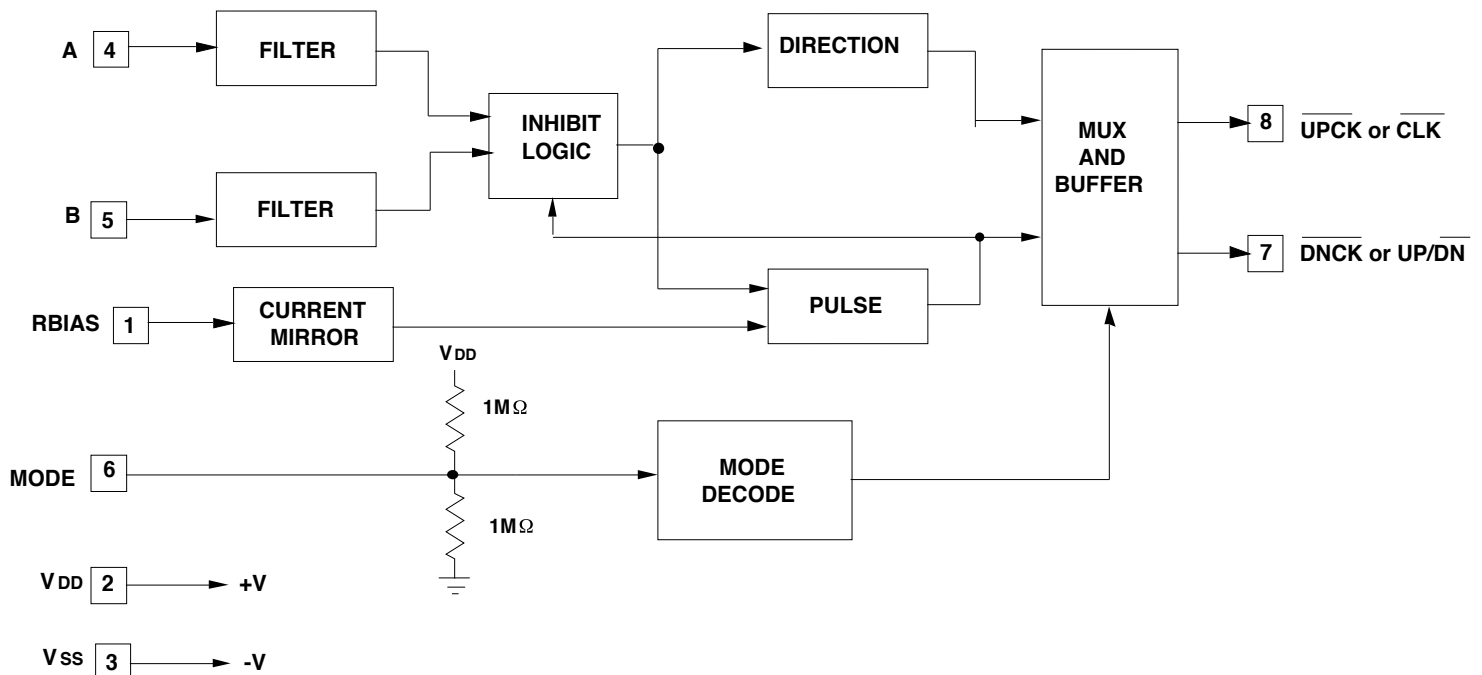 A 4 FILTER
DIRECTION
INHIBIT
LOGIC
MUX
AND
BUFFER
8 UPCK or CLK
B 5 FILTER
7 DNCK or UP/DN
RBIAS 1 CURRENT
MIRROR
PULSE
VDD
1MΩ
MODE 6
MODE
DECODE
1MΩ
VDD 2 +V
VSS 3 -V